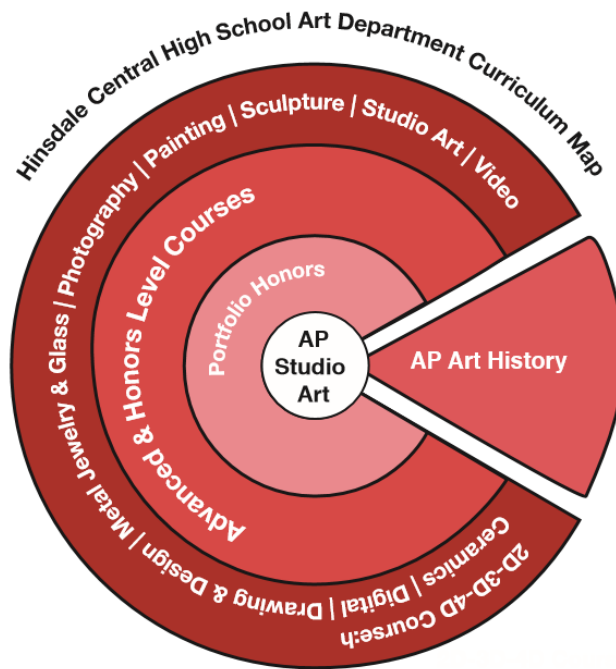 Hinsdale Central High School Art Department Curriculum Map
2D-3D-4D Course:h
Ceramics | Digital | Drawing & Design | Metal Jewelry & Glass | Photography | Painting | Sculpture | Studio Art | Video
Advanced & Honors Level Courses
Portfolio Honors
AP
Studio
Art
AP Art History